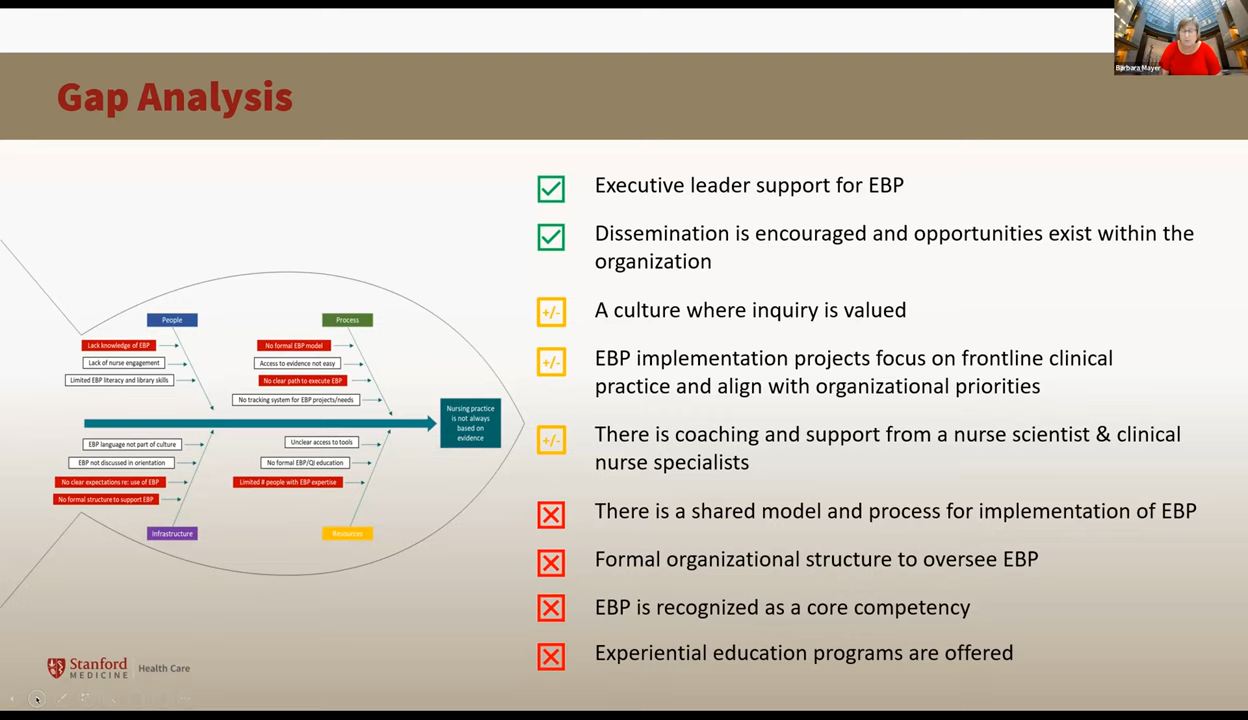 Barbara Mayer
Gap Analysis
People
Process
Lack knowledge of EBP
Lack of nurse engagement
Limited EBP literacy and library skills
No formal EBP model
Access to evidence not easy
No clear path to execute EBP
No tracking system for EBP projects/needs
Nursing practice
is not always
based on
evidence
EBP language not part of culture
EBP not discussed in orientation
No clear expectations re: use of EBP
No formal structure to support EBP
Unclear access to tools
No formal EBP/QI education
Limited # people with EBP expertise
Infrastructure
Resources
Executive leader support for EBP
Dissemination is encouraged and opportunities exist within the
organization
+/- A culture where inquiry is valued
+/- EBP implementation projects focus on frontline clinical
practice and align with organizational priorities
+/- There is coaching and support from a nurse scientist & clinical
nurse specialists
There is a shared model and process for implementation of EBP
Formal organizational structure to oversee EBP
EBP is recognized as a core competency
Experiential education programs are offered
Stanford
MEDICINE
Health Care